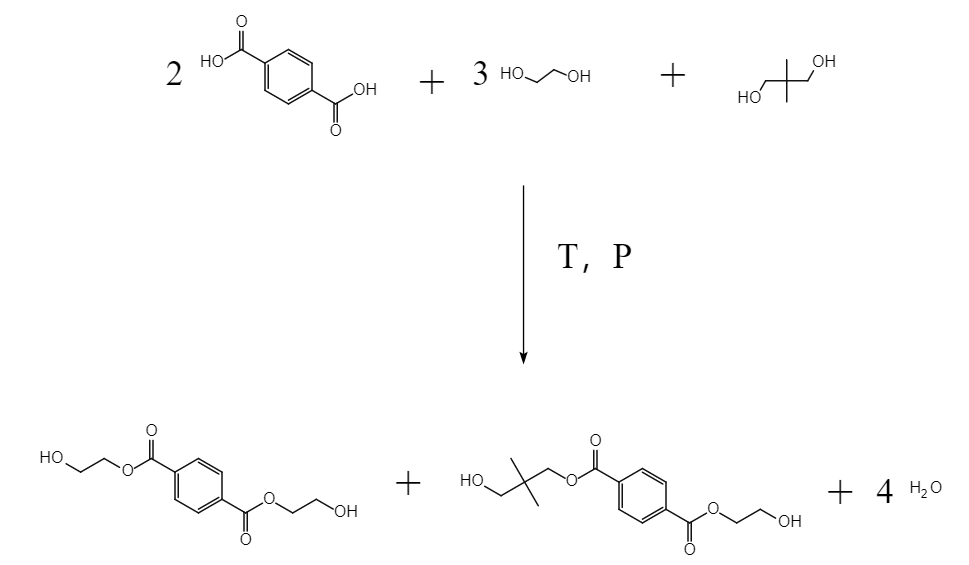 2 HO O OH O + 3 HO OH + HO OH
T, P
HO O O O O OH + HO O O O O OH + 4 H₂O